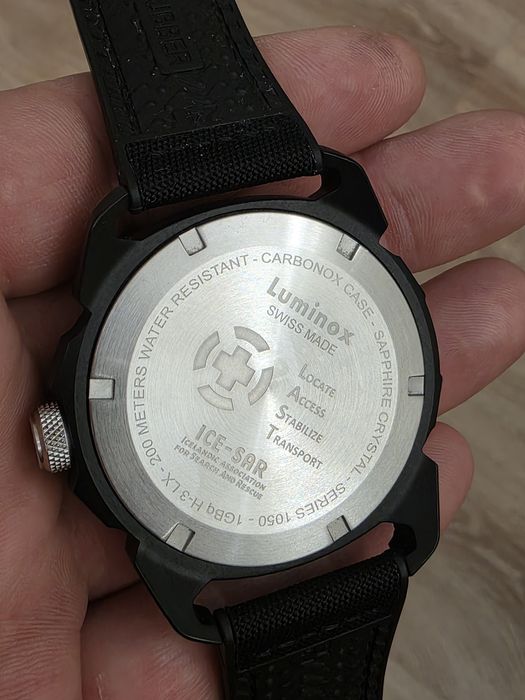 RUBBER
200 METERS WATER RESISTANT - CARBONOX CASE - SAPPHIRE CRYSTAL - SERIES 1050 - 1GBq H-3 LX -
Luminox
SWISS MADE
LOCATE
ACCESS
STABILIZE
TRANSPORT
ICE-SAR
ICELANDIC ASSOCIATION
FOR SEARCH AND RESCUE